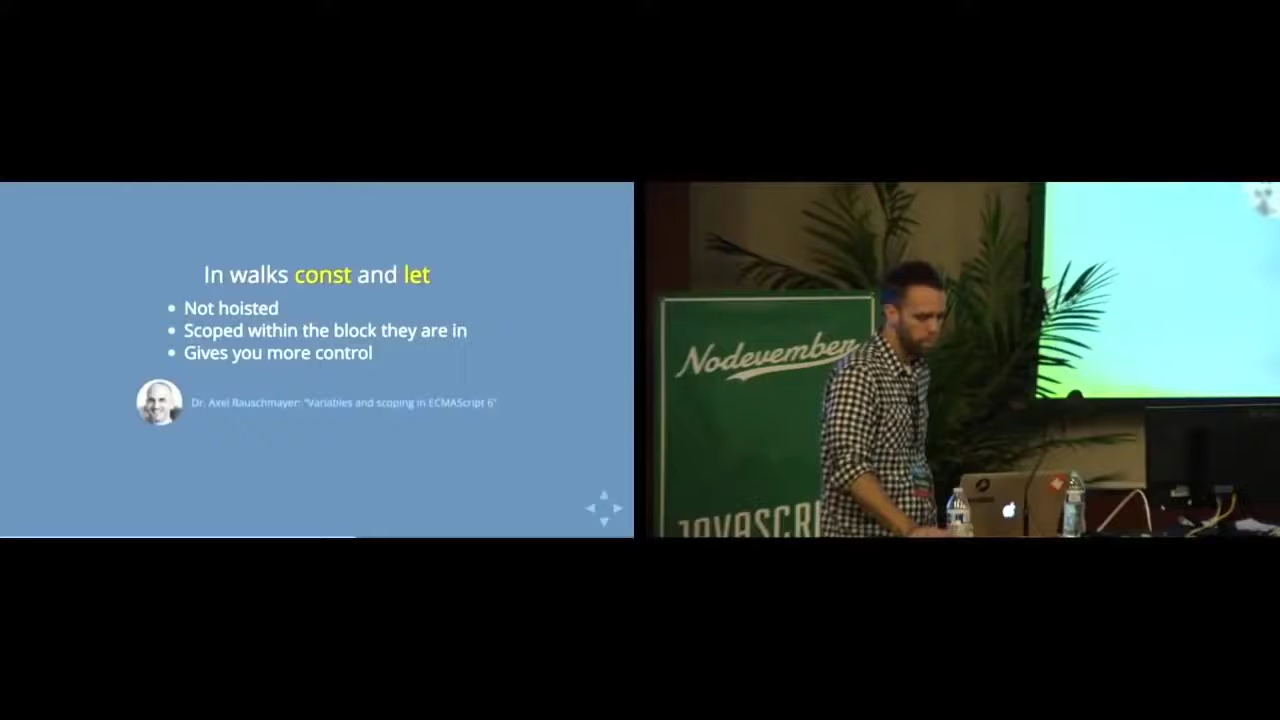 In walks const and let
Not hoisted
Scoped within the block they are in
Gives you more control
Dr. Axel Rauschmayer: "Variables and scoping in ECMAScript 6"
Nodevember
JAVASCRI